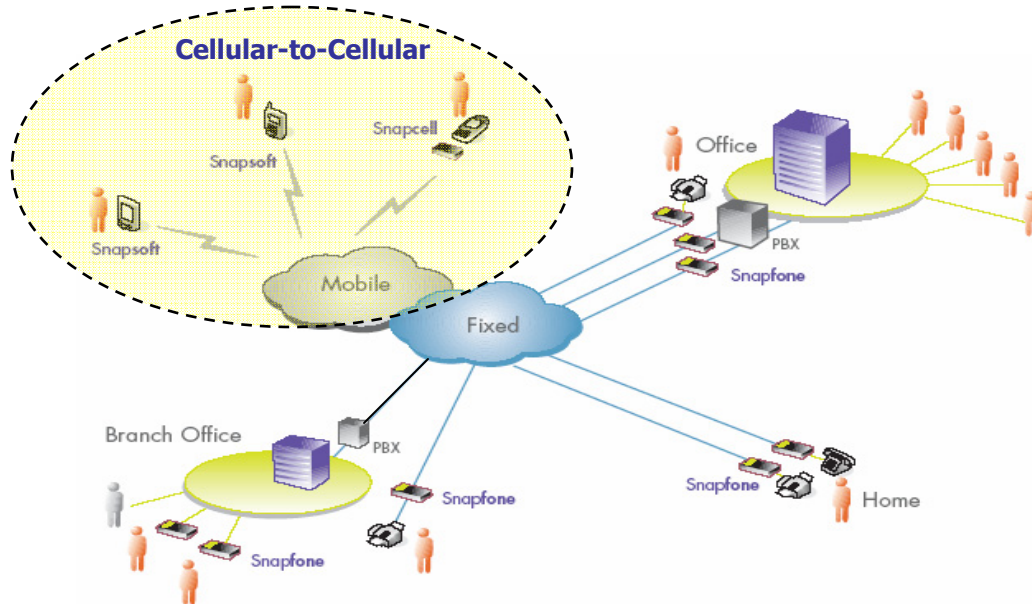 Cellular-to-Cellular
Snapcell
Snapsoft
Snapsoft
Office
PBX
Snapfone
Mobile
Fixed
Branch Office
PBX
Snapfone
Snapfone
Home
Snapfone